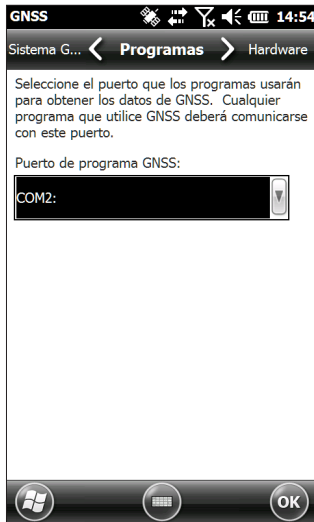 GNSS 14:54
Sistema G... Programas Hardware
Seleccione el puerto que los programas usarán
para obtener los datos de GNSS. Cualquier
programa que utilice GNSS deberá comunicarse
con este puerto.
Puerto de programa GNSS:
COM2:
OK